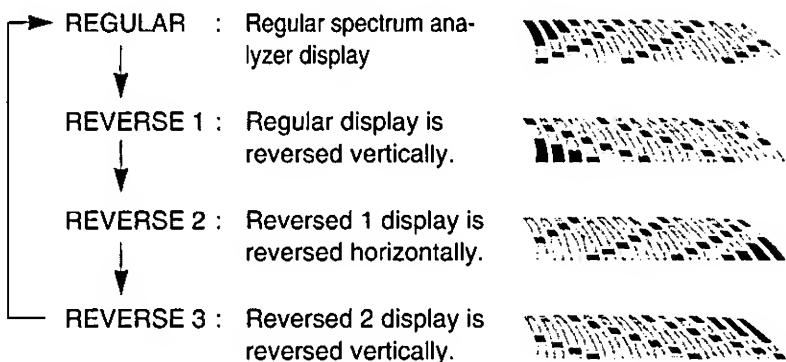 REGULAR : Regular spectrum ana-
lyzer display
REVERSE 1 : Regular display is
reversed vertically.
REVERSE 2 : Reversed 1 display is
reversed horizontally.
REVERSE 3 : Reversed 2 display is
reversed vertically.